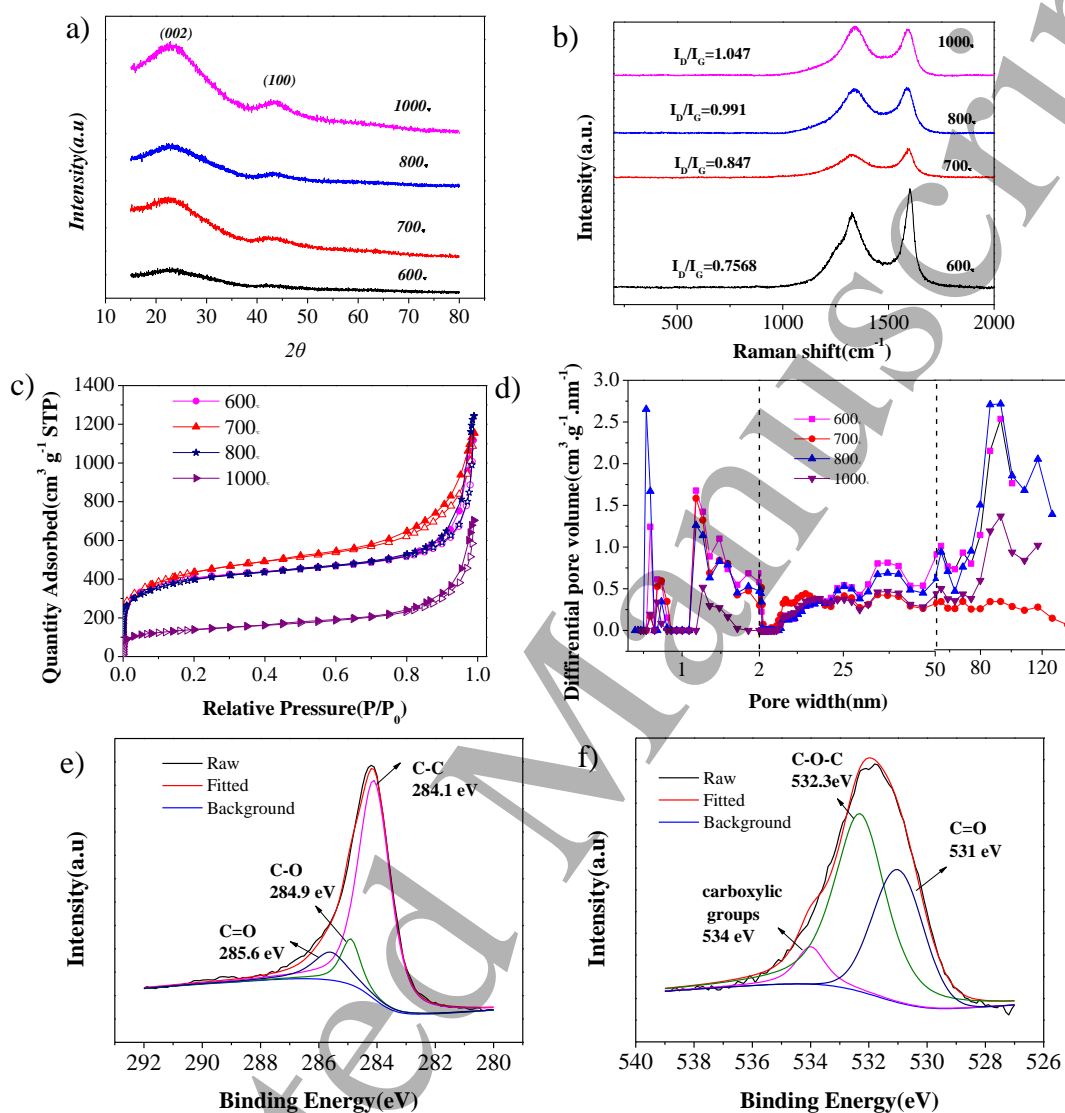 a)
(002)
(100)
1000
800
700
600
Intensity(a.u)
10 20 30 40 50 60 70 80
2θ
b)
I_D/I_G=1.047
1000
I_D/I_G=0.991
800
I_D/I_G=0.847
700
I_D/I_G=0.7568
600
Intensity(a.u.)
500 1000 1500 2000
Raman shift(cm⁻¹)
c)
1400
1200
1000
800
600
400
200
0
600
700
800
1000
Quantity Adsorbed(cm³ g⁻¹ STP)
0.0 0.2 0.4 0.6 0.8 1.0
Relative Pressure(P/P₀)
d)
3.0
2.5
2.0
1.5
1.0
0.5
0.0
600
700
800
1000
Diffirential pore volume(cm³.g⁻¹.nm⁻¹)
1 2 25 50 80 120
Pore width(nm)
e)
Raw
Fitted
Background
C-C
284.1 eV
C-O
284.9 eV
C=O
285.6 eV
Intensity(a.u)
292 290 288 286 284 282 280
Binding Energy(eV)
f)
Raw
Fitted
Background
C-O-C
532.3eV
C=O
531 eV
carboxylic
groups
534 eV
Intensity(a.u)
540 538 536 534 532 530 528 526
Binding Energy(eV)
ted Manuscri